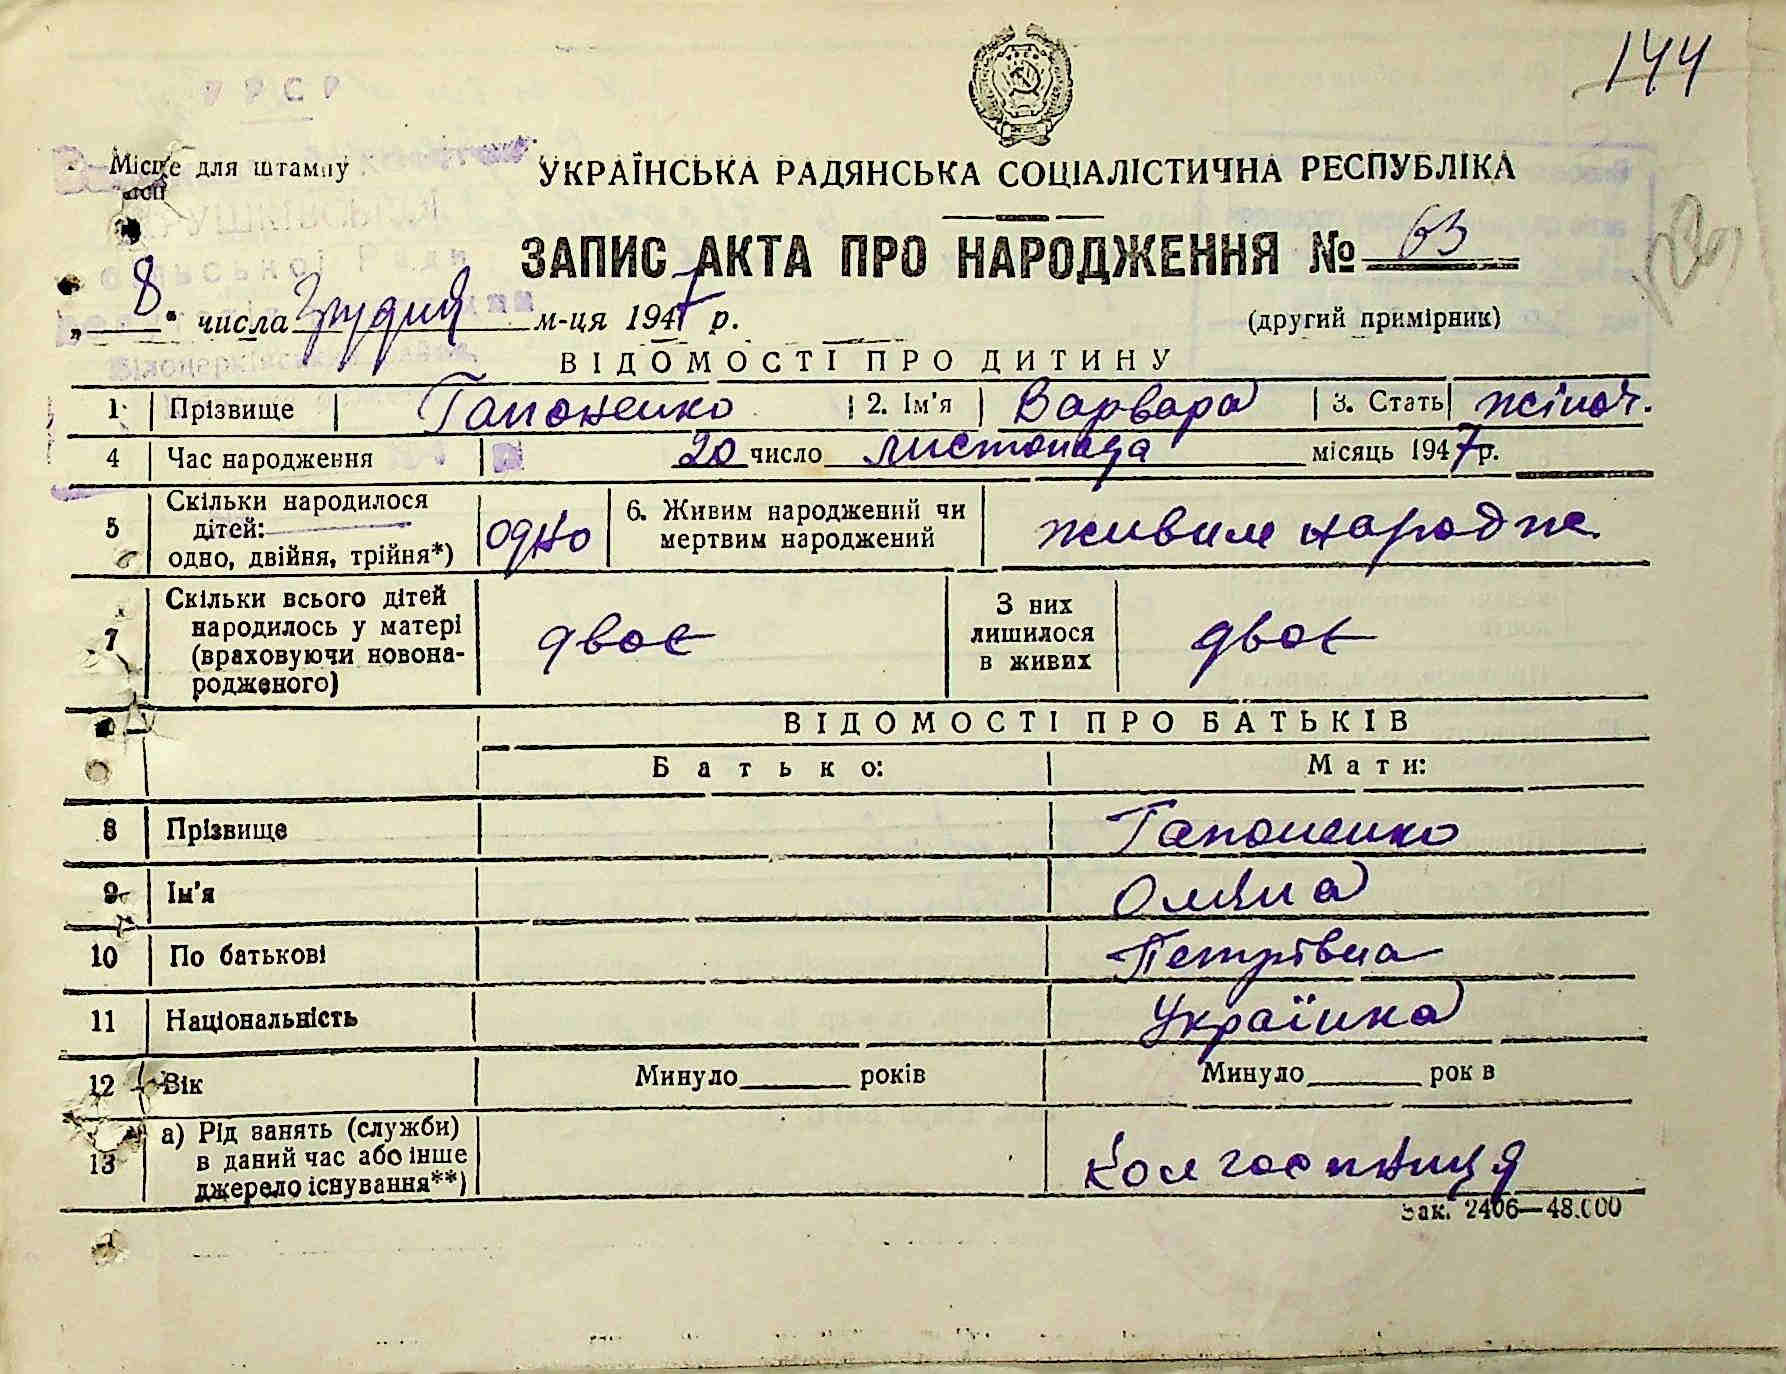 144
УРСР
Місце для штампу
УКРАЇНСЬКА РАДЯНСЬКА СОЦІАЛІСТИЧНА РЕСПУБЛІКА
ЗАПИС АКТА ПРО НАРОДЖЕННЯ № 63
„ 8 " числа Грудня м-ця 1947 р. (другий примірник)
ВІДОМОСТІ ПРО ДИТИНУ
1 Прізвище Гапоненко 2. Ім'я Варвара 3. Стать жіноч.
4 Час народження 20 число листопада місяць 1947 р.
5 Скільки народилося дітей: одно, двійня, трійня*) одно 6. Живим народжений чи мертвим народжений живим народже.
7 Скільки всього дітей народилось у матері (враховуючи новонародженого) двоє З них лишилося в живих двоє
ВІДОМОСТІ ПРО БАТЬКІВ
Батько: Мати:
8 Прізвище Гапоненко
9 Ім'я
10 По батькові Петрівна
11 Національність Українка
12 Вік Минуло років Минуло рок в
13 а) Рід занять (служби) в даний час або інше джерело існування**) Колгоспниця
Зак. 2406—48.000